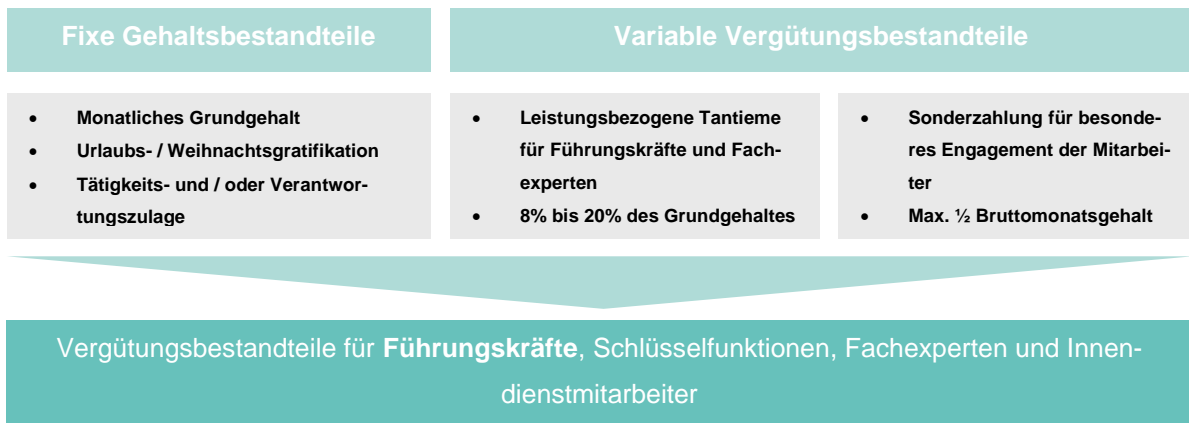 Fixe Gehaltsbestandteile
Variable Vergütungsbestandteile
• Monatliches Grundgehalt
• Urlaubs- / Weihnachtsgratifikation
• Tätigkeits- und / oder Verantwor-
tungszulage
• Leistungsbezogene Tantieme
für Führungskräfte und Fach-
experten
• 8% bis 20% des Grundgehaltes
• Sonderzahlung für besonde-
res Engagement der Mitarbei-
ter
• Max. ½ Bruttomonatsgehalt
Vergütungsbestandteile für Führungskräfte, Schlüsselfunktionen, Fachexperten und Innen-
dienstmitarbeiter